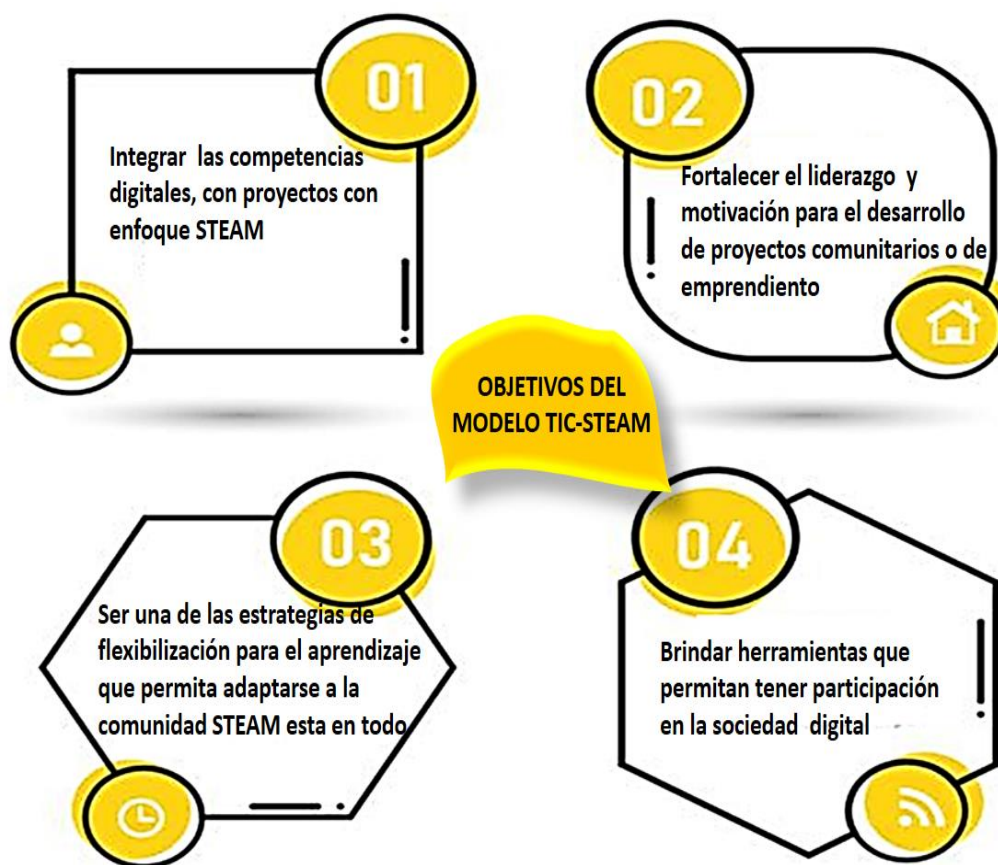 01
Integrar las competencias
digitales, con proyectos con
enfoque STEAM
02
Fortalecer el liderazgo y
motivación para el desarrollo
de proyectos comunitarios o de
emprendiento
OBJETIVOS DEL
MODELO TIC-STEAM
03
Ser una de las estrategias de
flexibilización para el aprendizaje
que permita adaptarse a la
comunidad STEAM esta en todo
04
Brindar herramientas que
permitan tener participación
en la sociedad digital